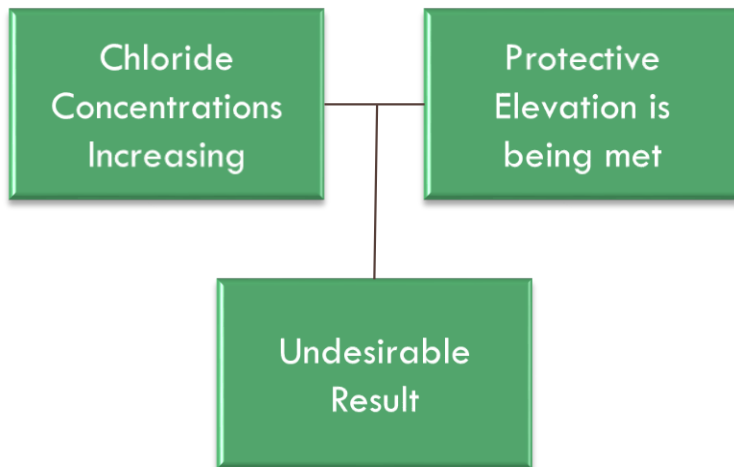 Chloride
Concentrations
Increasing
Protective
Elevation is
being met
Undesirable
Result